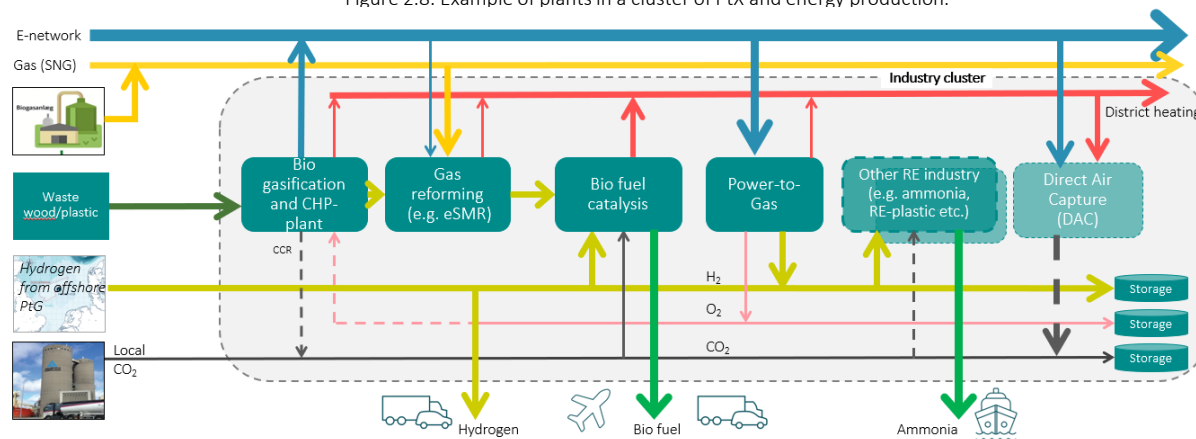 Figure 2.8: Example of plants in a cluster of PtX and energy production.
E-network
Gas (SNG)
Industry cluster
Biogasanlæg
District heating
Waste
wood/plastic
Bio
gasification
and CHP-
plant
Gas
reforming
(e.g. eSMR)
Bio fuel
catalysis
Power-to-
Gas
Other RE industry
(e.g. ammonia,
RE-plastic etc.)
Direct Air
Capture
(DAC)
CCR
Hydrogen
from offshore
PtG
H2
Storage
O2
Storage
Local
CO2
CO2
Storage
Hydrogen
Bio fuel
Ammonia